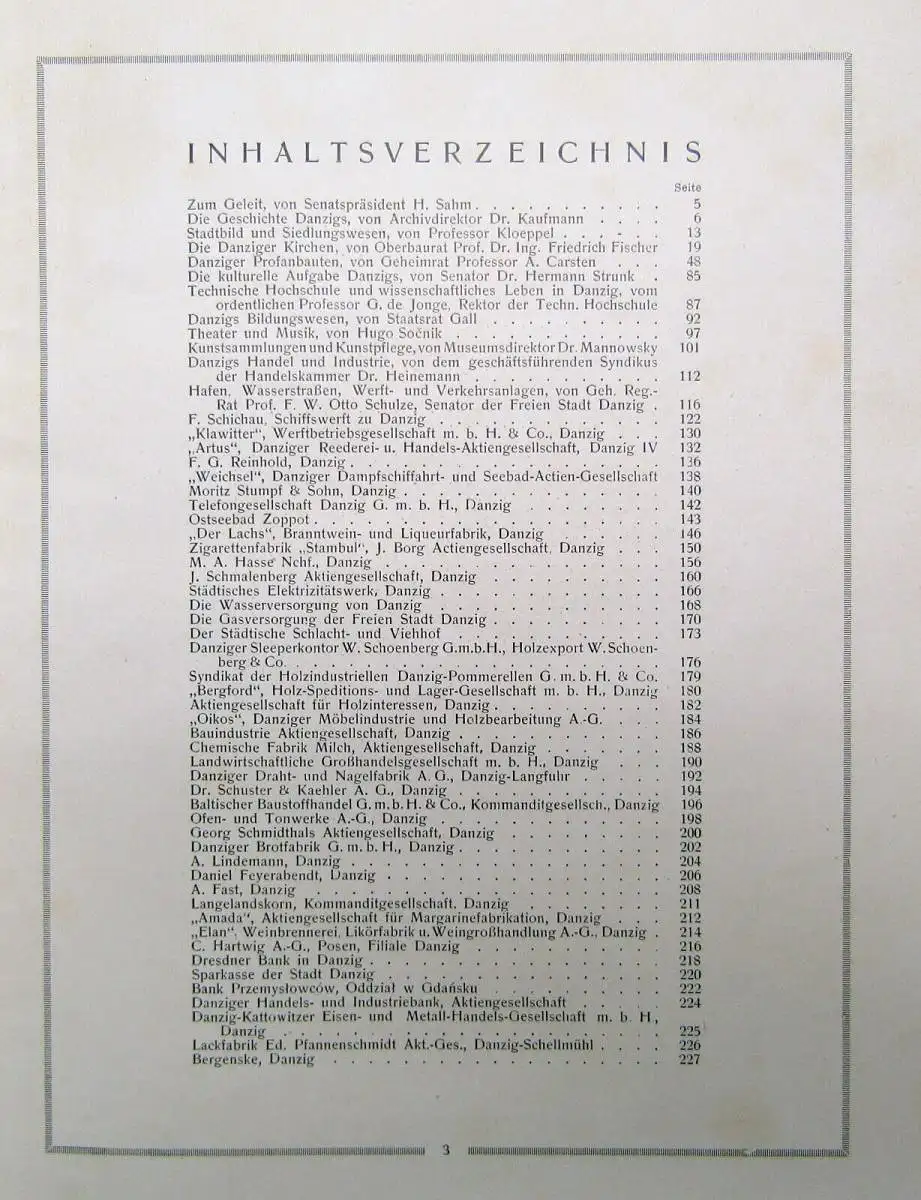 INHALTSVERZEICHNIS
Seite
Zum Geleit, von Senatspräsident H. Sahm . . . . . . . . . . . 5
Die Geschichte Danzigs, von Archivdirektor Dr. Kaufmann . . . . 6
Stadtbild und Siedlungswesen, von Professor Kloeppel . . . . . . 13
Die Danziger Kirchen, von Oberbaurat Prof. Dr. Ing. Friedrich Fischer 19
Danziger Profanbauten, von Geheimrat Professor A. Carsten . . . 48
Die kulturelle Aufgabe Danzigs, von Senator Dr. Hermann Strunk . 85
Technische Hochschule und wissenschaftliches Leben in Danzig, vom
ordentlichen Professor G. de Jonge, Rektor der Techn. Hochschule 87
Danzigs Bildungswesen, von Staatsrat Gall . . . . . . . . . . 92
Theater und Musik, von Hugo Sočnik . . . . . . . . . . . . 97
Kunstsammlungen und Kunstpflege, von Museumsdirektor Dr. Mannowsky 101
Danzigs Handel und Industrie, von dem geschäftsführenden Syndikus
der Handelskammer Dr. Heinemann . . . . . . . . . . . 112
Hafen, Wasserstraßen, Werft- und Verkehrsanlagen, von Geh. Reg.-
Rat Prof. F. W. Otto Schulze, Senator der Freien Stadt Danzig . 116
F. Schichau, Schiffswerft zu Danzig . . . . . . . . . . . . . 122
„Klawitter“, Werftbetriebsgesellschaft m. b. H. & Co., Danzig . . . 130
„Artus“, Danziger Reederei- u. Handels-Aktiengesellschaft, Danzig IV 132
F. G. Reinhold, Danzig . . . . . . . . . . . . . . . . . . 136
„Weichsel“, Danziger Dampfschiffahrt- und Seebad-Actien-Gesellschaft 138
Moritz Stumpf & Sohn, Danzig . . . . . . . . . . . . . . . 140
Telefongesellschaft Danzig G. m. b. H., Danzig . . . . . . . . 142
Ostseebad Zoppot . . . . . . . . . . . . . . . . . . . . 143
„Der Lachs“, Branntwein- und Liqueurfabrik, Danzig . . . . . . 146
Zigarettenfabrik „Stambul“, J. Borg Actiengesellschaft, Danzig . . . 150
M. A. Hasse Nchf., Danzig . . . . . . . . . . . . . . . . 156
J. Schmalenberg Aktiengesellschaft, Danzig . . . . . . . . . . 160
Städtisches Elektrizitätswerk, Danzig . . . . . . . . . . . . . 166
Die Wasserversorgung von Danzig . . . . . . . . . . . . . 168
Die Gasversorgung der Freien Stadt Danzig . . . . . . . . . . 170
Der Städtische Schlacht- und Viehhof . . . . . . . . . . . . 173
Danziger Sleeperkontor W. Schoenberg G.m.b.H., Holzexport W. Schoen-
berg & Co. . . . . . . . . . . . . . . . . . . . . . . 176
Syndikat der Holzindustriellen Danzig-Pommerellen G. m. b. H. & Co. 179
„Bergford“, Holz-Speditions- und Lager-Gesellschaft m. b. H., Danzig 180
Aktiengesellschaft für Holzinteressen, Danzig . . . . . . . . . . 182
„Oikos“, Danziger Möbelindustrie und Holzbearbeitung A.-G. . . . 184
Bauindustrie Aktiengesellschaft, Danzig . . . . . . . . . . . . 186
Chemische Fabrik Milch, Aktiengesellschaft, Danzig . . . . . . . 188
Landwirtschaftliche Großhandelsgesellschaft m. b. H., Danzig . . . 190
Danziger Draht- und Nagelfabrik A. G., Danzig-Langfuhr . . . . . 192
Dr. Schuster & Kaehler A. G., Danzig . . . . . . . . . . . . 194
Baltischer Baustoffhandel G. m. b. H. & Co., Kommanditgesellsch., Danzig 196
Ofen- und Tonwerke A.-G., Danzig . . . . . . . . . . . . . 198
Georg Schmidthals Aktiengesellschaft, Danzig . . . . . . . . . 200
Danziger Brotfabrik G. m. b. H., Danzig . . . . . . . . . . . . 202
A. Lindemann, Danzig . . . . . . . . . . . . . . . . . . 204
Daniel Feyerabendt, Danzig . . . . . . . . . . . . . . . . 206
A. Fast, Danzig . . . . . . . . . . . . . . . . . . . . 208
Langelandskorn, Kommanditgesellschaft, Danzig . . . . . . . . 211
„Amada“, Aktiengesellschaft für Margarinefabrikation, Danzig . . . 212
„Elan“, Weinbrennerei, Likörfabrik u. Weingroßhandlung A.-G., Danzig . 214
C. Hartwig A.-G., Posen, Filiale Danzig . . . . . . . . . . . 216
Dresdner Bank in Danzig . . . . . . . . . . . . . . . . . 218
Sparkasse der Stadt Danzig . . . . . . . . . . . . . . . . 220
Bank Przemysłowców, Oddział w Gdańsku . . . . . . . . . . 222
Danziger Handels- und Industriebank, Aktiengesellschaft . . . . . 224
Danzig-Kattowitzer Eisen- und Metall-Handels-Gesellschaft m. b. H.,
Danzig . . . . . . . . . . . . . . . . . . . . . . 225
Lackfabrik Ed. Pfannenschmidt Akt.-Ges., Danzig-Schellmühl . . . . 226
Bergenske, Danzig . . . . . . . . . . . . . . . . . . . 227
3